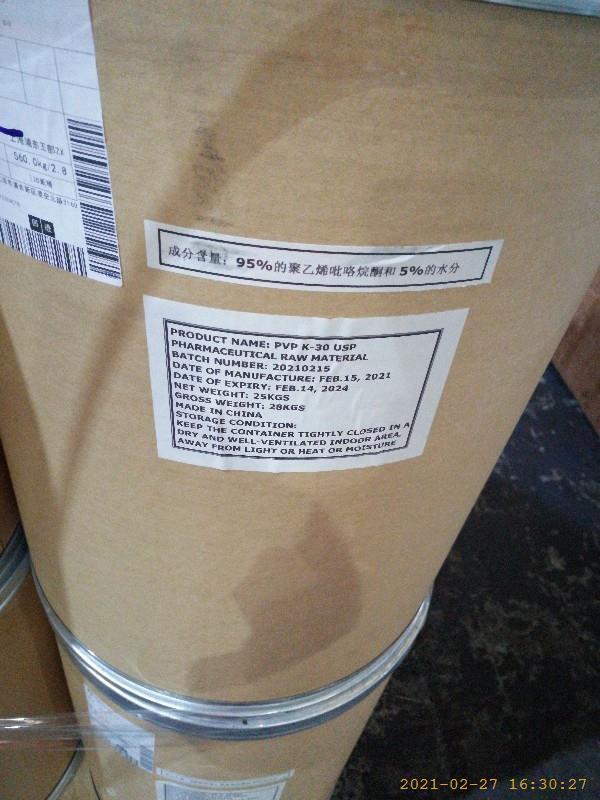 560.0kg/2.8
成分含量：95%的聚乙烯吡咯烷酮和 5%的水分
PRODUCT NAME: PVP K-30 USP
PHARMACEUTICAL RAW MATERIAL
BATCH NUMBER: 20210215
DATE OF MANUFACTURE: FEB.15, 2021
DATE OF EXPIRY: FEB.14, 2024
NET WEIGHT: 25KGS
GROSS WEIGHT: 28KGS
MADE IN CHINA
STORAGE CONDITION:
KEEP THE CONTAINER TIGHTLY CLOSED IN A
DRY AND WELL-VENTILATED INDOOR AREA,
AWAY FROM LIGHT OR HEAT OR MOISTURE
2021-02-27 16:30:27